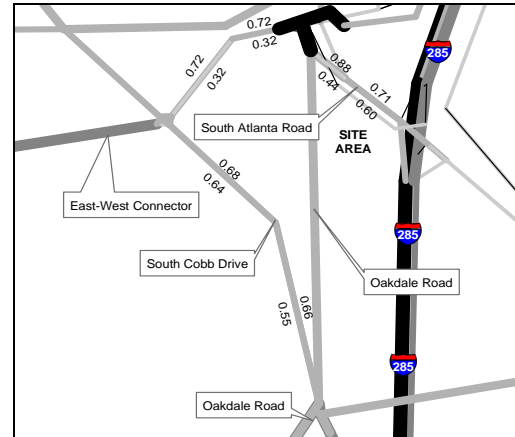 0.72
0.32
285
0.72
0.32
0.88
0.44
0.71
0.60
South Atlanta Road
SITE
AREA
0.68
0.64
East-West Connector
285
South Cobb Drive
Oakdale Road
0.55
0.66
285
Oakdale Road